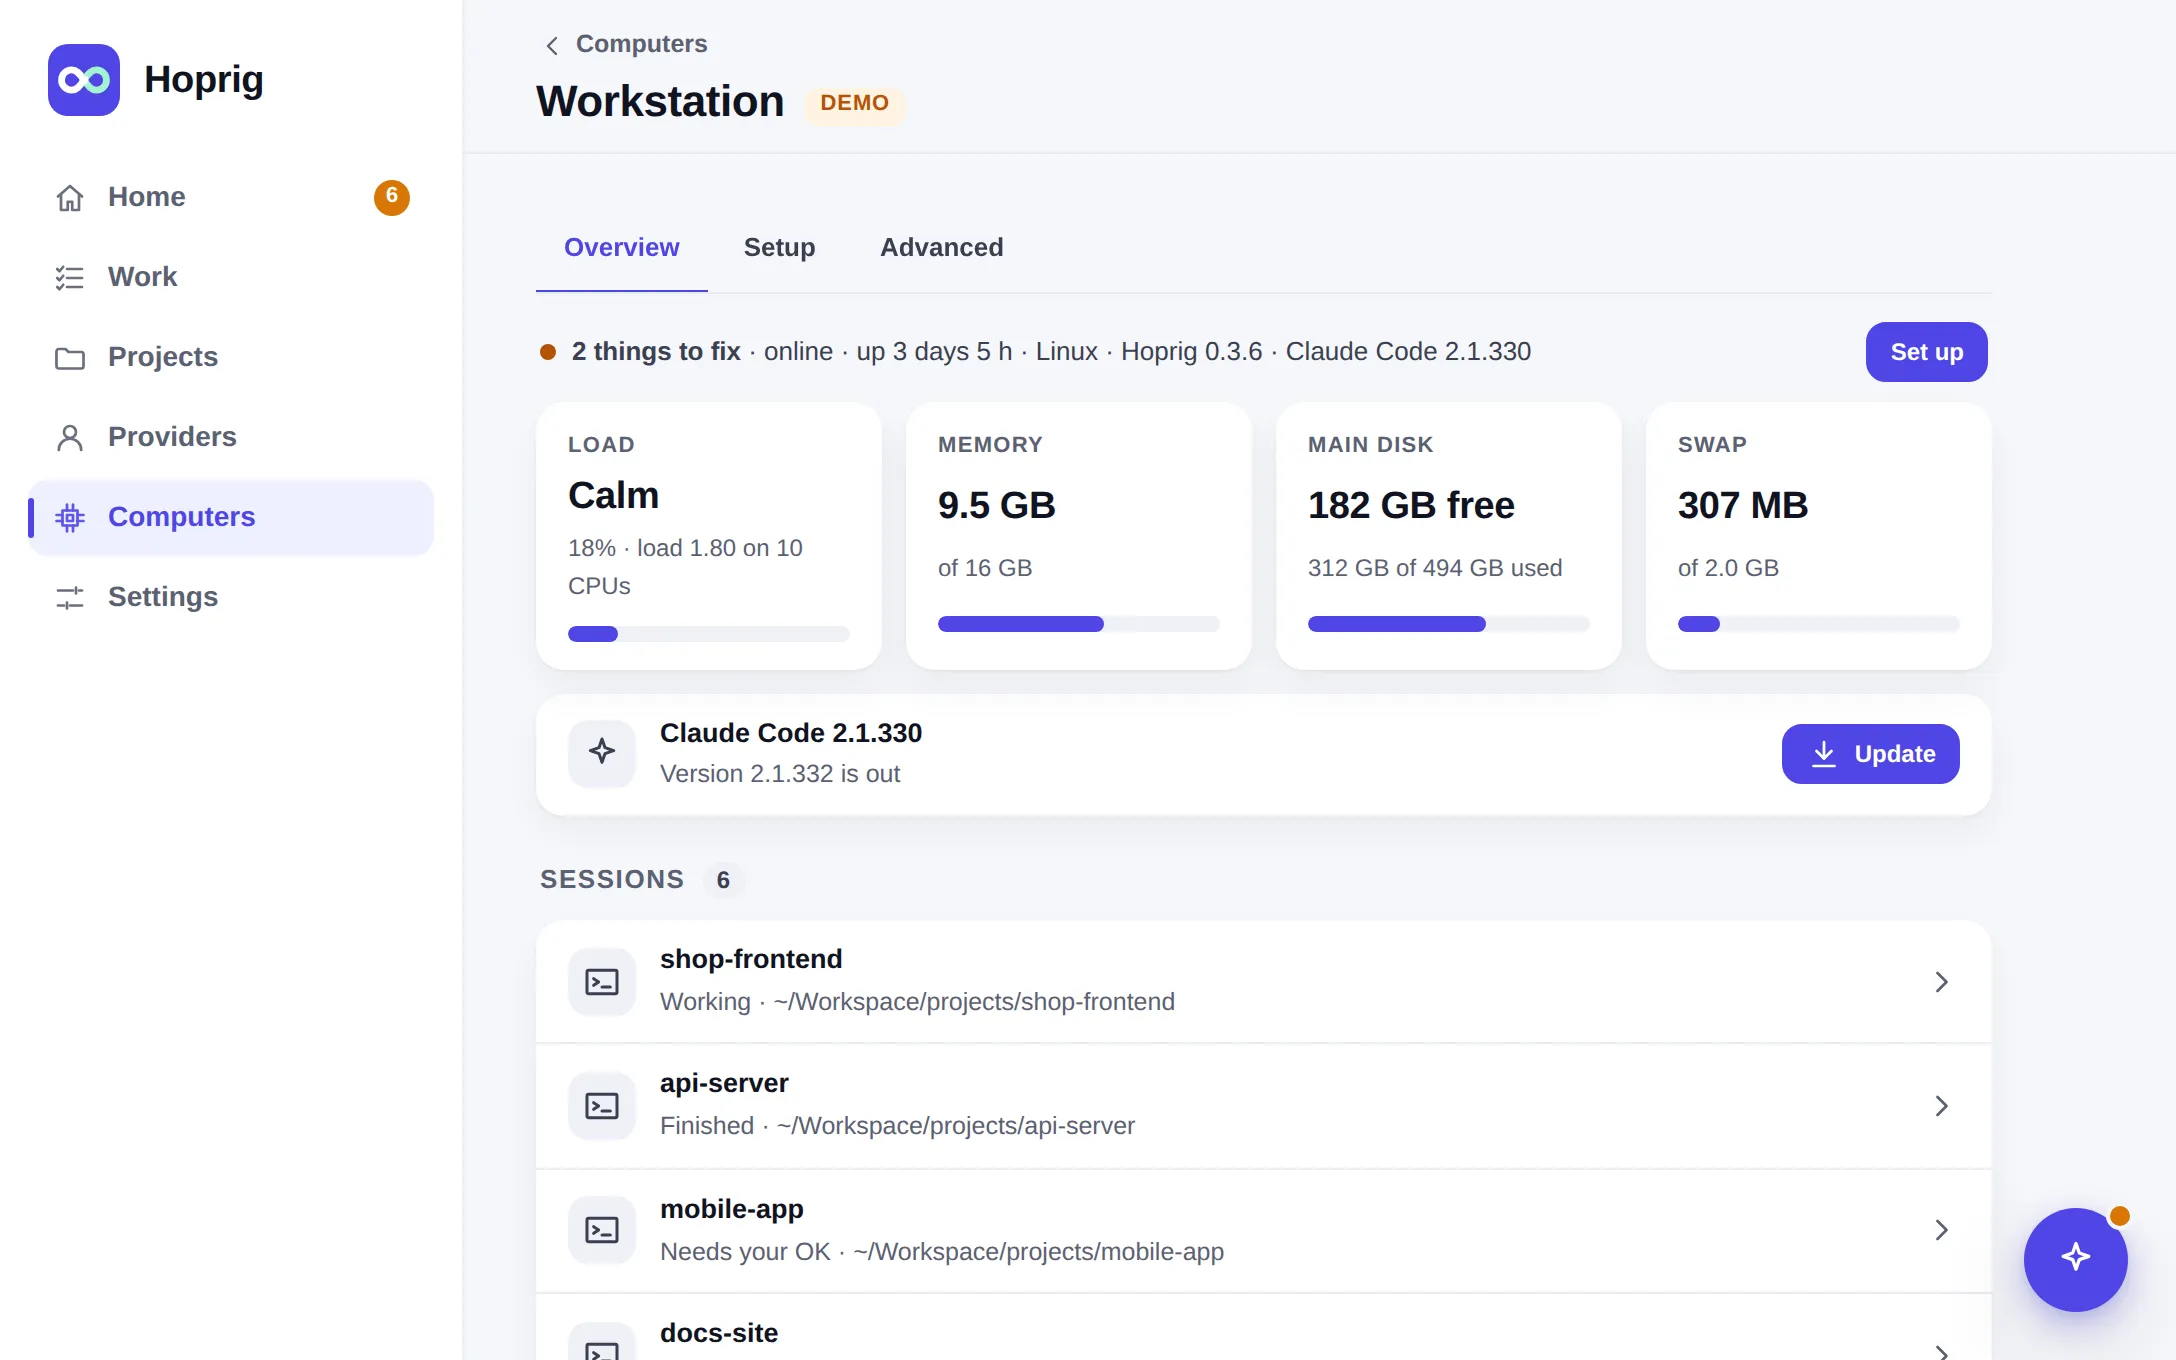 Hoprig
Home
6
Work
Projects
Providers
Computers
Settings
Computers
Workstation DEMO
Overview Setup Advanced
2 things to fix · online · up 3 days 5 h · Linux · Hoprig 0.3.6 · Claude Code 2.1.330
Set up
LOAD
Calm
18% · load 1.80 on 10
CPUs
MEMORY
9.5 GB
of 16 GB
MAIN DISK
182 GB free
312 GB of 494 GB used
SWAP
307 MB
of 2.0 GB
Claude Code 2.1.330
Version 2.1.332 is out
Update
SESSIONS 6
shop-frontend
Working · ~/Workspace/projects/shop-frontend
api-server
Finished · ~/Workspace/projects/api-server
mobile-app
Needs your OK · ~/Workspace/projects/mobile-app
docs-site